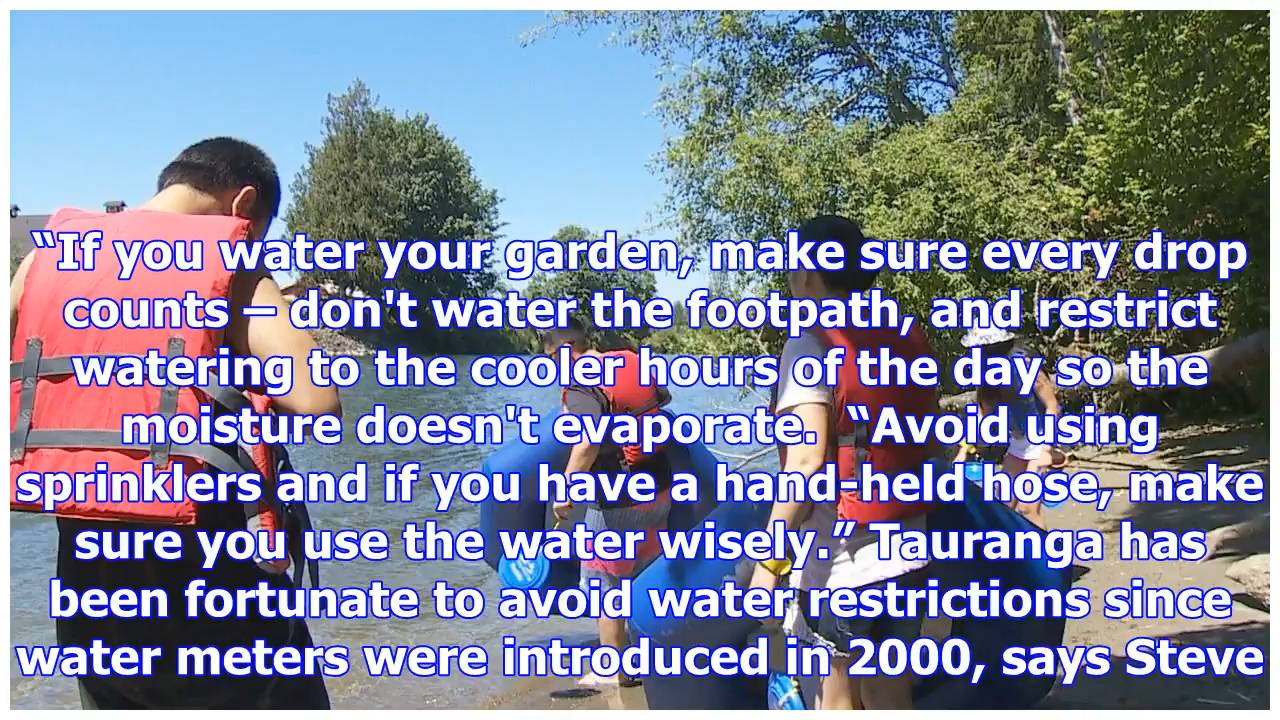 “If you water your garden, make sure every drop
counts – don't water the footpath, and restrict
watering to the cooler hours of the day so the
moisture doesn't evaporate.  “Avoid using
sprinklers and if you have a hand-held hose, make
sure you use the water wisely.” Tauranga has
been fortunate to avoid water restrictions since
water meters were introduced in 2000, says Steve